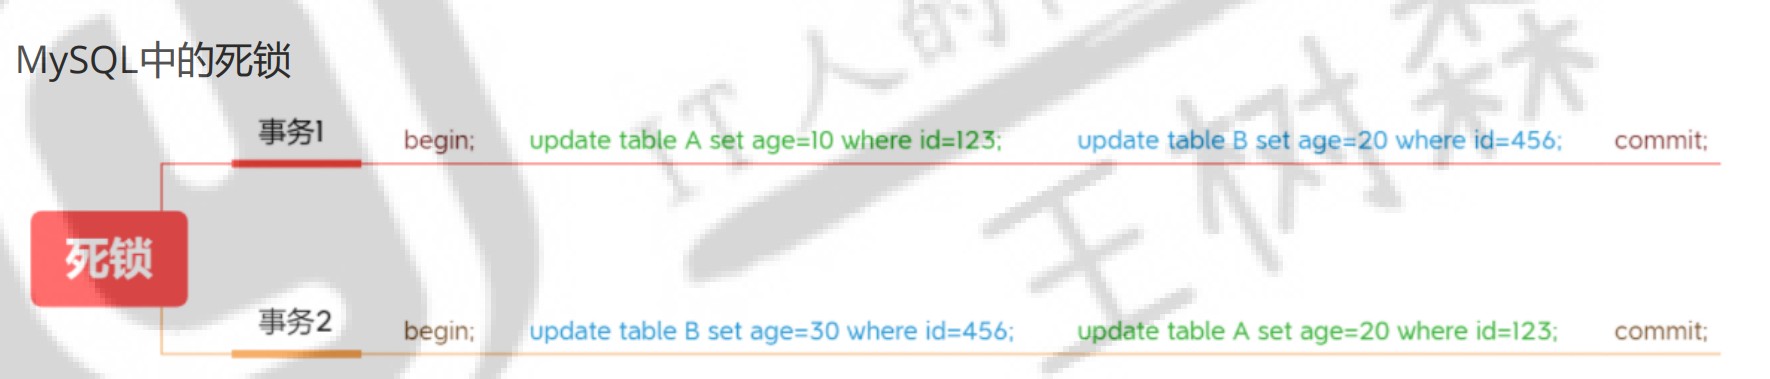 MySQL中的死锁
事务1 begin; update table A set age=10 where id=123; update table B set age=20 where id=456; commit;
死锁
事务2 begin; update table B set age=30 where id=456; update table A set age=20 where id=123; commit;
IT人的
王树森